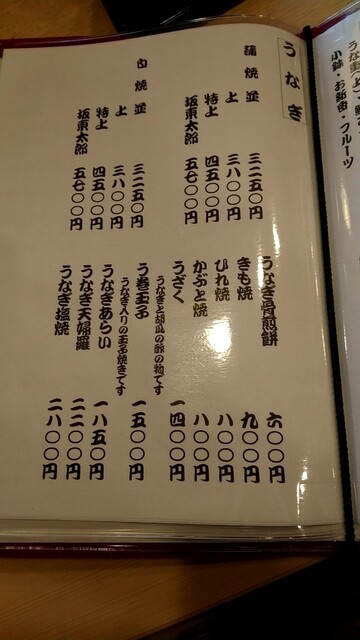 うなぎ
蒲焼 並 三二五〇円
上 三八〇〇円
特上 四五〇〇円
坂東太郎 五七〇〇円
白焼 並 三二五〇円
上 三八〇〇円
特上 四五〇〇円
坂東太郎 五七〇〇円
うなぎ骨煎餅 六〇〇円
きも焼 九〇〇円
ひれ焼 八〇〇円
かぶと焼 八〇〇円
うざく 一四〇〇円
うなぎと胡瓜の酢の物です
う巻玉子 一五〇〇円
うなぎ入りの玉子焼きです
うなぎあらい 一八五〇円
うなぎ天婦羅 二二〇〇円
うなぎ塩焼 二八〇〇円
小鉢・お新香・フルーツ